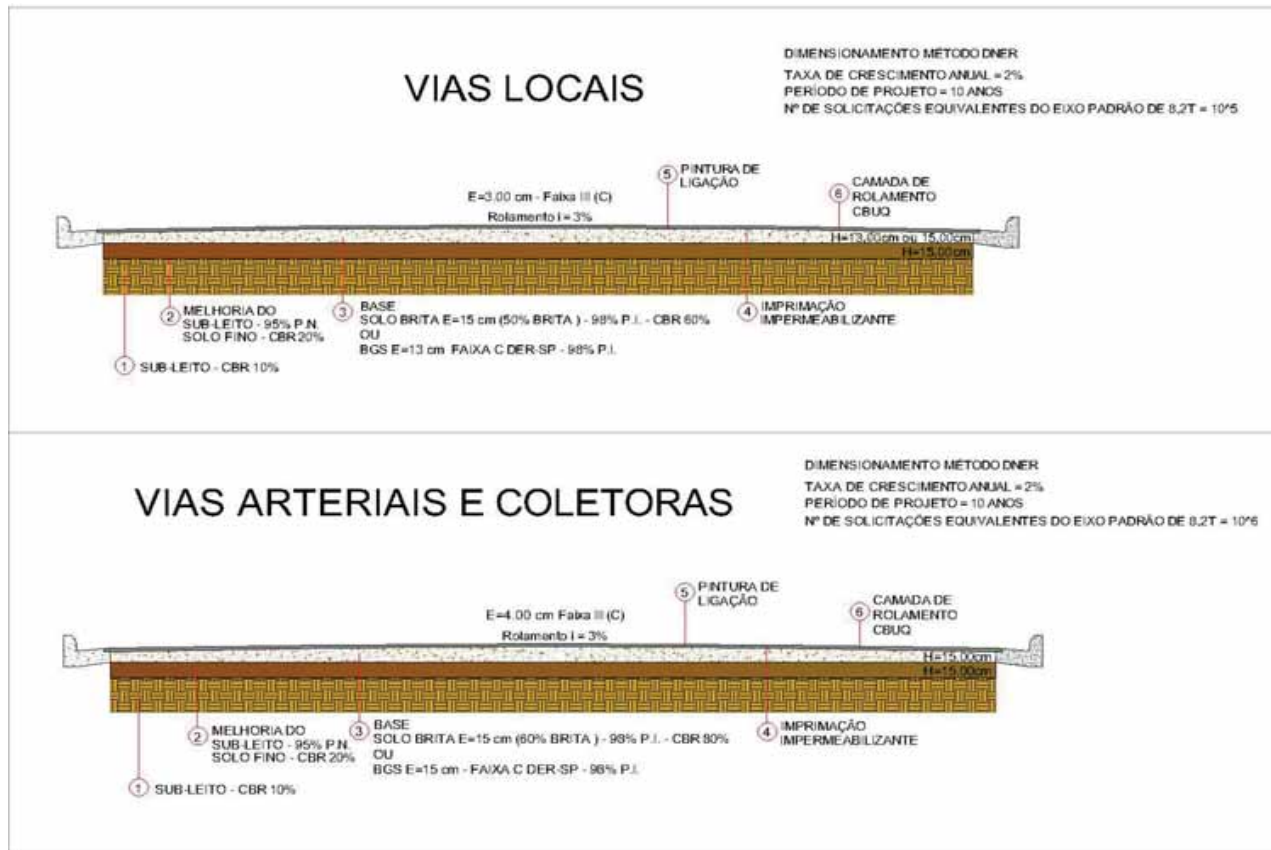 VIAS LOCAIS
DIMENSIONAMENTO MÉTODO DNER
TAXA DE CRESCIMENTO ANUAL = 2%
PERÍODO DE PROJETO = 10 ANOS
Nº DE SOLICITAÇÕES EQUIVALENTES DO EIXO PADRÃO DE 8,2T = 10^5
E=3.00 cm - Faixa III (C)
Rolamento i = 3%
5 PINTURA DE
LIGAÇÃO
6 CAMADA DE
ROLAMENTO
CBUQ
H=13,00cm ou 15,00cm
H=15,00cm
2 MELHORIA DO
SUB-LEITO - 95% P.N.
SOLO FINO - CBR 20%
3 BASE
SOLO BRITA E=15 cm (50% BRITA ) - 98% P.I. - CBR 60%
OU
BGS E=13 cm FAIXA C DER-SP - 98% P.I.
4 IMPRIMAÇÃO
IMPERMEABILIZANTE
1 SUB-LEITO - CBR 10%
VIAS ARTERIAIS E COLETORAS
DIMENSIONAMENTO MÉTODO DNER
TAXA DE CRESCIMENTO ANUAL = 2%
PERÍODO DE PROJETO = 10 ANOS
Nº DE SOLICITAÇÕES EQUIVALENTES DO EIXO PADRÃO DE 8,2T = 10^6
E=4.00 cm Faixa III (C)
Rolamento i = 3%
5 PINTURA DE
LIGAÇÃO
6 CAMADA DE
ROLAMENTO
CBUQ
H=15,00cm
H=15,00cm
2 MELHORIA DO
SUB-LEITO - 95% P.N.
SOLO FINO - CBR 20%
3 BASE
SOLO BRITA E=15 cm (60% BRITA ) - 98% P.I. - CBR 80%
OU
BGS E=15 cm - FAIXA C DER-SP - 98% P.I.
4 IMPRIMAÇÃO
IMPERMEABILIZANTE
1 SUB-LEITO - CBR 10%